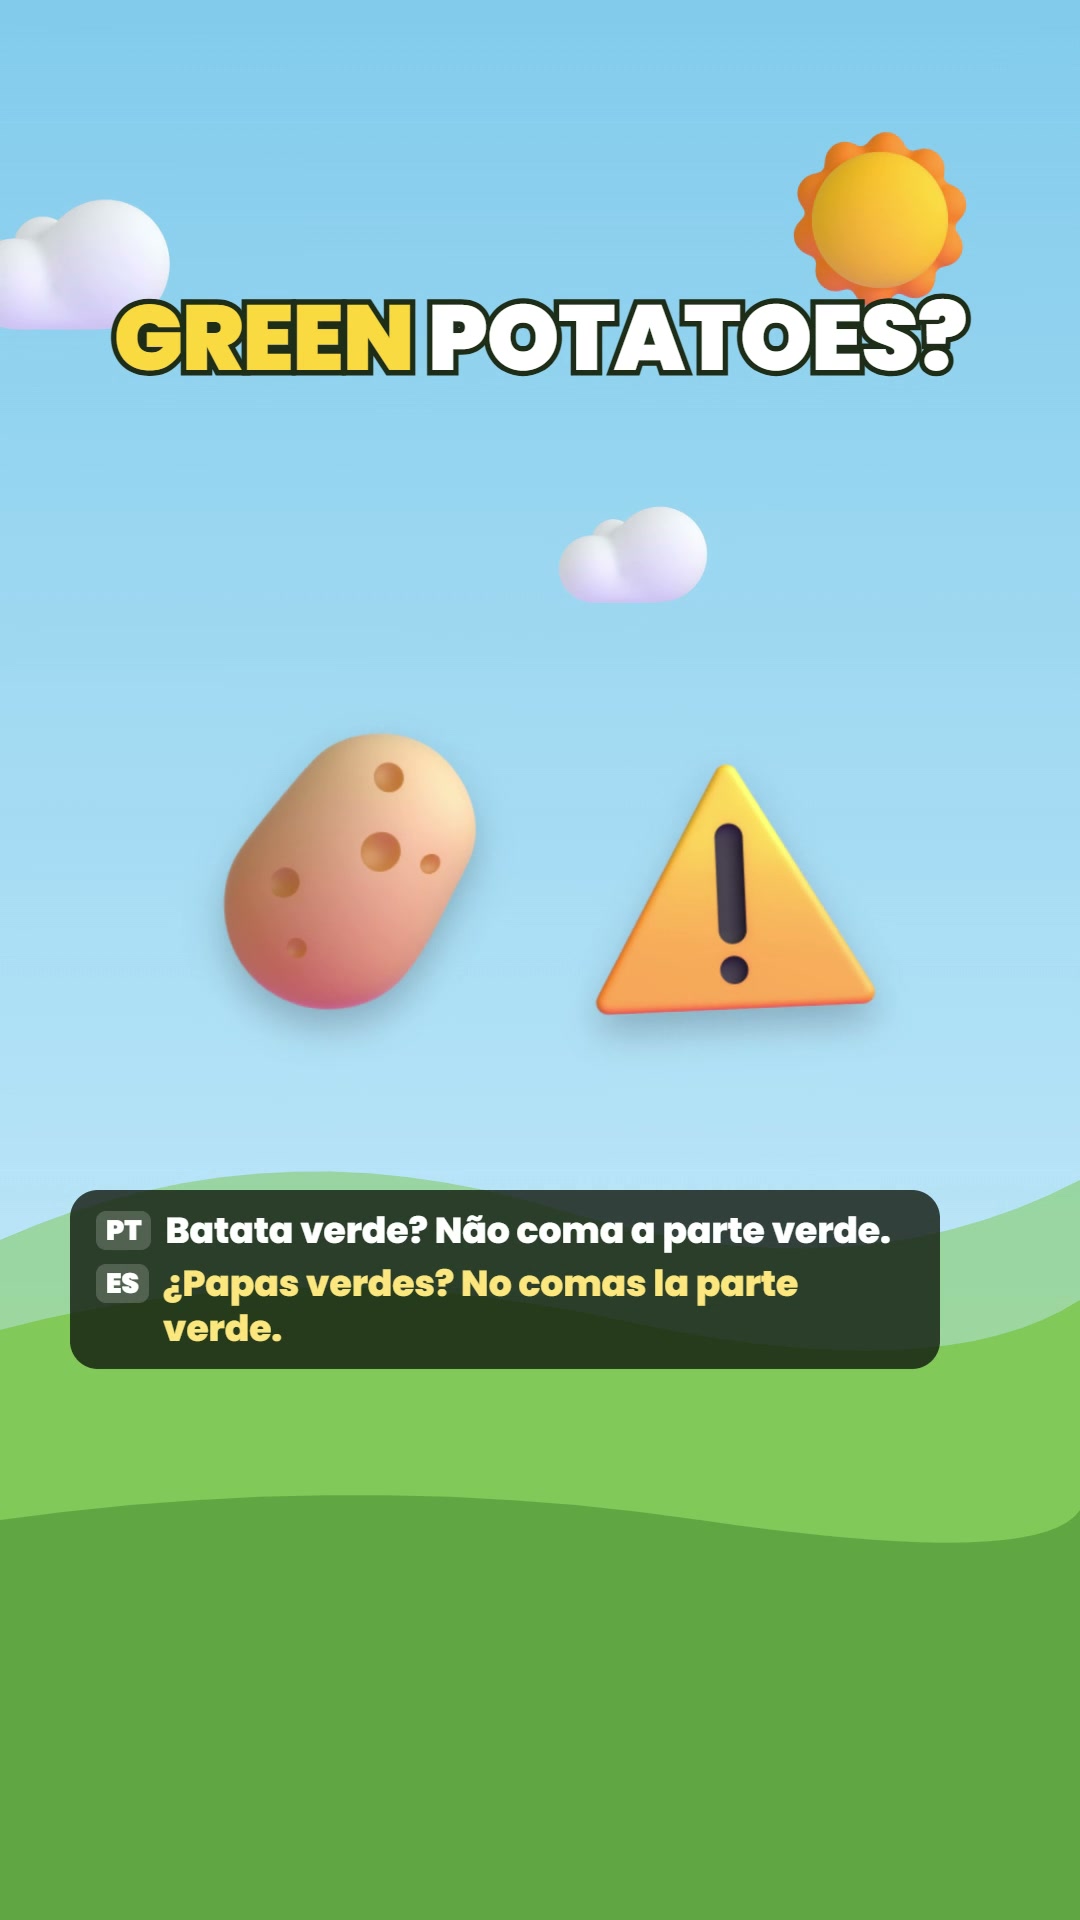 GREEN POTATOES?
PT Batata verde? Não coma a parte verde.
ES ¿Papas verdes? No comas la parte
verde.